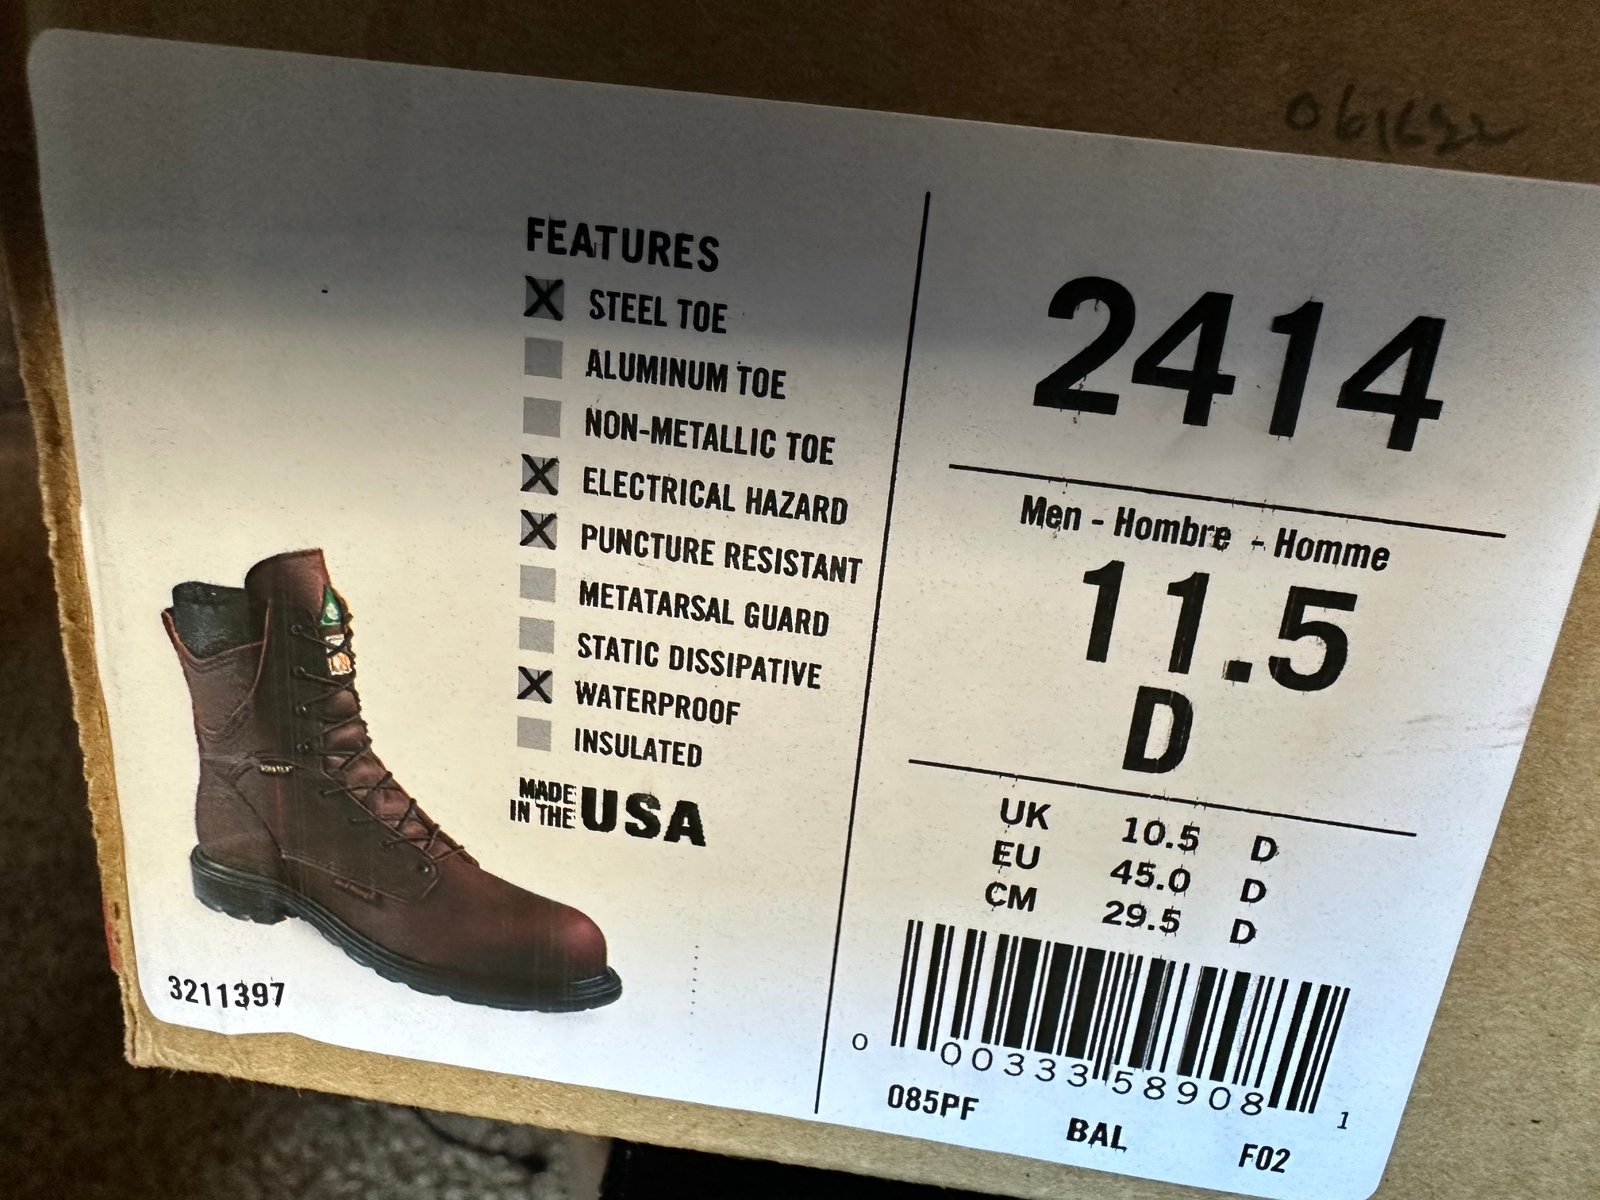 FEATURES
STEEL TOE
ALUMINUM TOE
NON-METALLIC TOE
ELECTRICAL HAZARD
PUNCTURE RESISTANT
METATARSAL GUARD
STATIC DISSIPATIVE
WATERPROOF
INSULATED
MADE
IN THE USA
3211397
2414
Men - Hombre - Homme
11.5
D
UK 10.5 D
EU 45.0 D
CM 29.5 D
0 00333 58908 1
085PF BAL F02